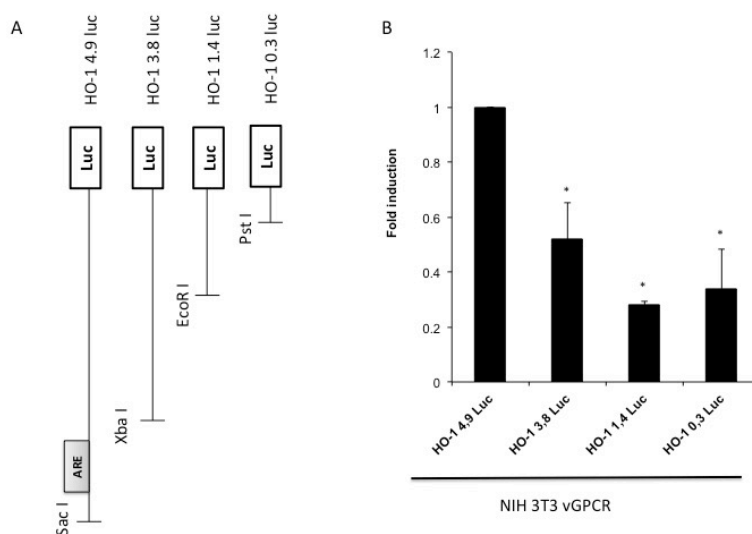 A
HO-1 4.9 luc
HO-1 3.8 luc
HO-1 1.4 luc
HO-1 0.3 luc
Luc
Luc
Luc
Luc
Pst I
EcoR I
Xba I
ARE
Sac I
B
Fold induction
1.2
1
0.8
0.6
0.4
0.2
0
*
*
*
HO-1 4,9 Luc
HO-1 3,8 Luc
HO-1 1,4 Luc
HO-1 0,3 Luc
NIH 3T3 vGPCR